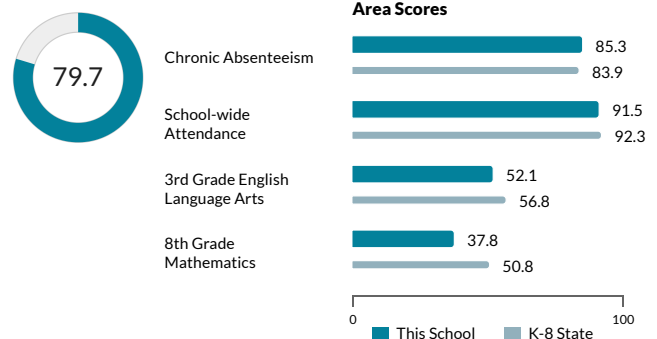 Area Scores
79.7
Chronic Absenteeism
85.3
83.9
School-wide
Attendance
91.5
92.3
3rd Grade English
Language Arts
52.1
56.8
8th Grade
Mathematics
37.8
50.8
0
100
This School
K-8 State